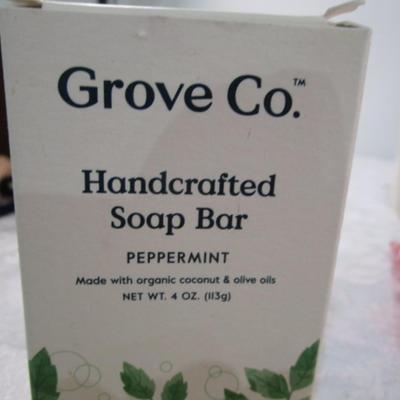 Grove Co.™
Handcrafted
Soap Bar
PEPPERMINT
Made with organic coconut & olive oils
NET WT. 4 OZ. (113g)